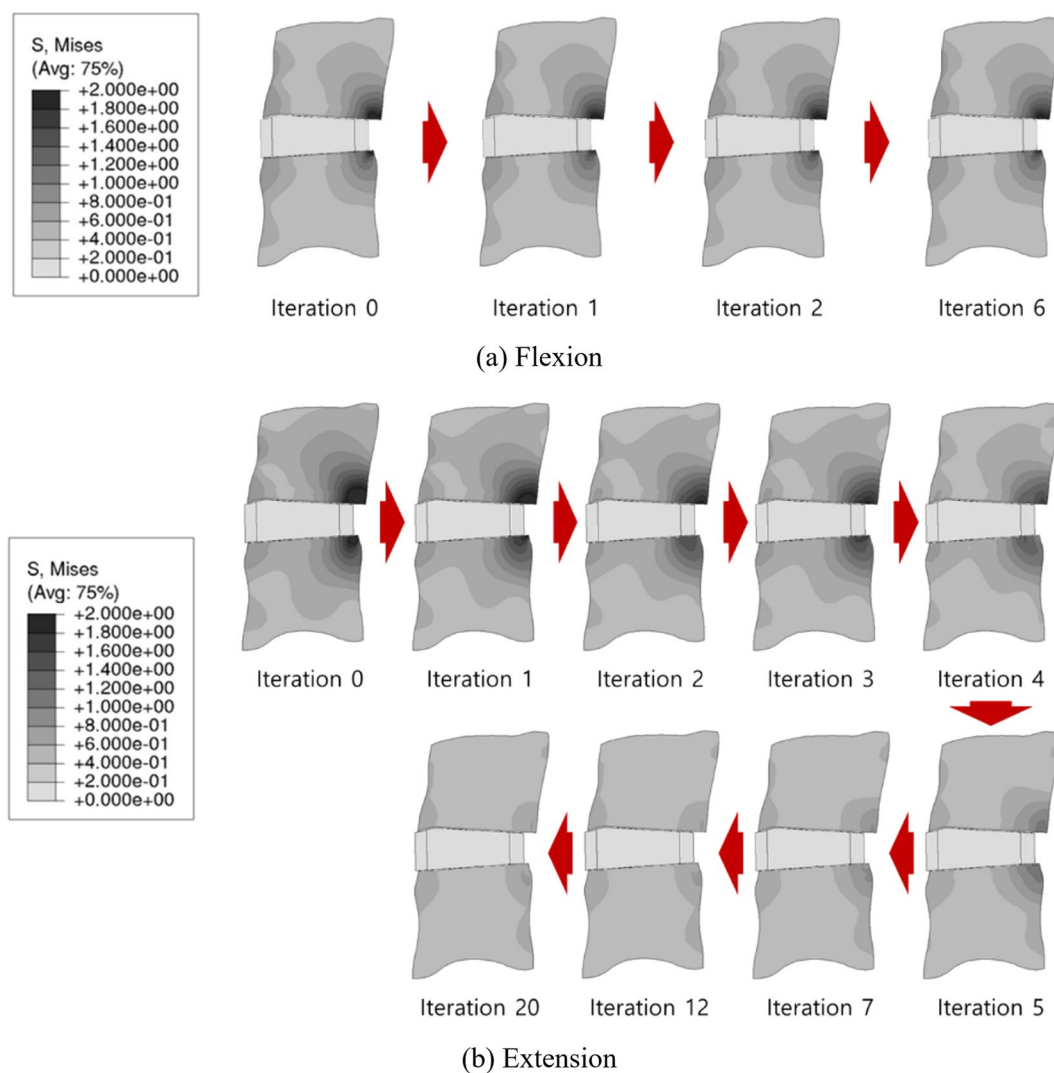 S, Mises
(Avg: 75%)
+2.000e+00
+1.800e+00
+1.600e+00
+1.400e+00
+1.200e+00
+1.000e+00
+8.000e-01
+6.000e-01
+4.000e-01
+2.000e-01
+0.000e+00
Iteration 0
Iteration 1
Iteration 2
Iteration 6
(a) Flexion
S, Mises
(Avg: 75%)
+2.000e+00
+1.800e+00
+1.600e+00
+1.400e+00
+1.200e+00
+1.000e+00
+8.000e-01
+6.000e-01
+4.000e-01
+2.000e-01
+0.000e+00
Iteration 0
Iteration 1
Iteration 2
Iteration 3
Iteration 4
Iteration 20
Iteration 12
Iteration 7
Iteration 5
(b) Extension